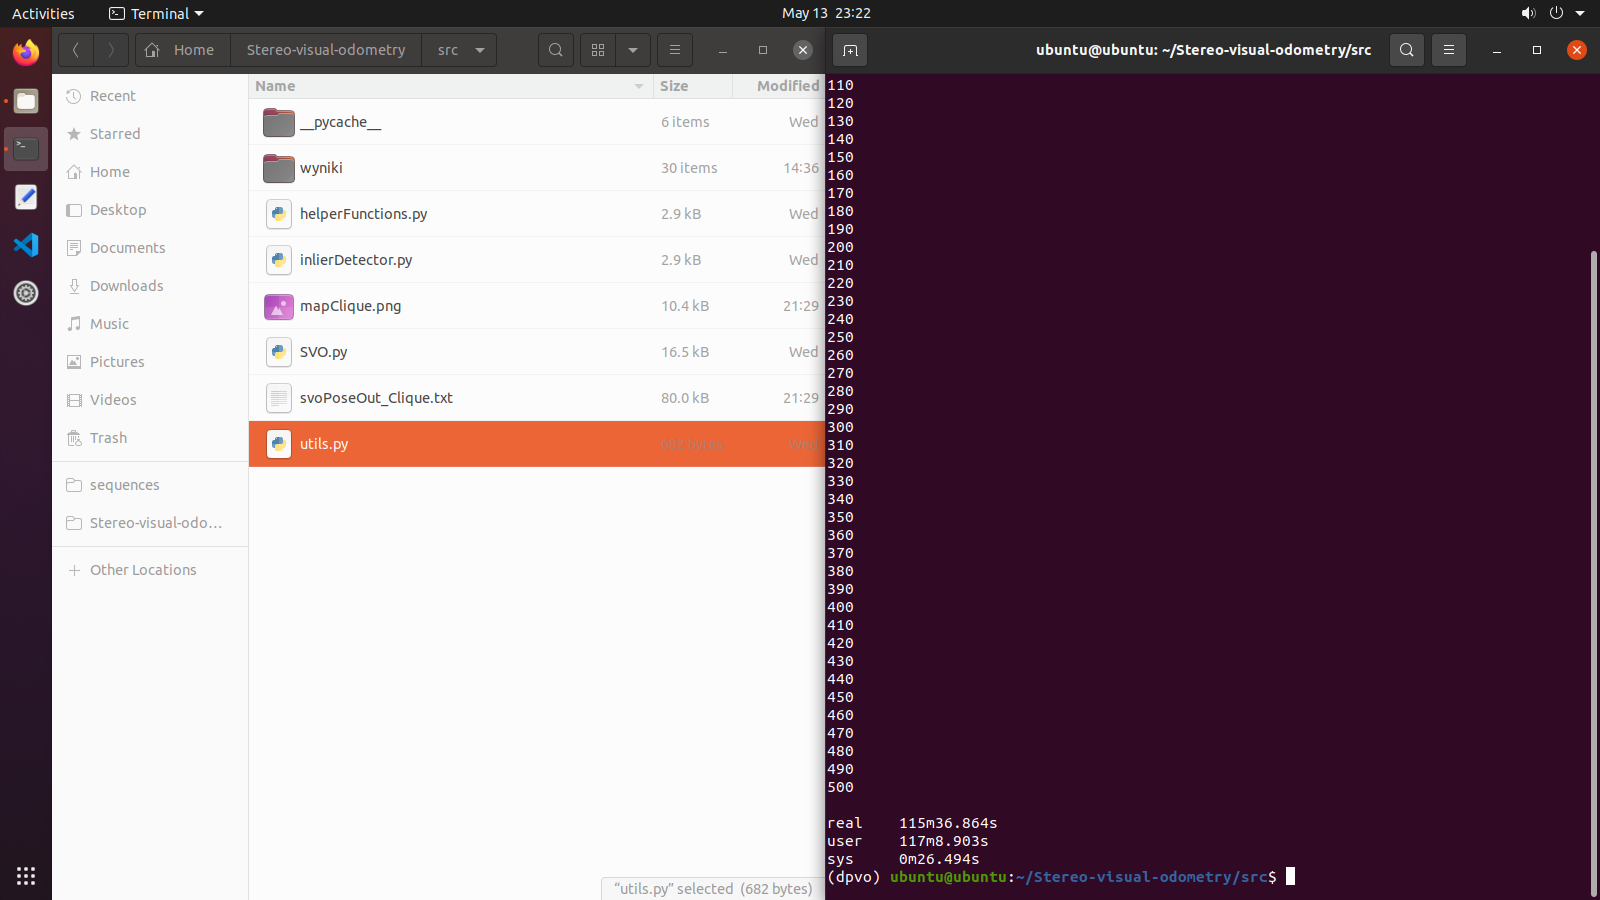 Activities
Terminal
May 13 23:22
Home
Stereo-visual-odometry
src
Recent
Starred
Home
Desktop
Documents
Downloads
Music
Pictures
Videos
Trash
sequences
Stereo-visual-odo…
Other Locations
Name Size Modified
__pycache__ 6 items Wed
wyniki 30 items 14:36
helperFunctions.py 2.9 kB Wed
inlierDetector.py 2.9 kB Wed
mapClique.png 10.4 kB 21:29
SVO.py 16.5 kB Wed
svoPoseOut_Clique.txt 80.0 kB 21:29
utils.py 682 bytes Wed
“utils.py” selected (682 bytes)
ubuntu@ubuntu: ~/Stereo-visual-odometry/src
110
120
130
140
150
160
170
180
190
200
210
220
230
240
250
260
270
280
290
300
310
320
330
340
350
360
370
380
390
400
410
420
430
440
450
460
470
480
490
500
real 115m36.864s
user 117m8.903s
sys 0m26.494s
(dpvo) ubuntu@ubuntu:~/Stereo-visual-odometry/src$